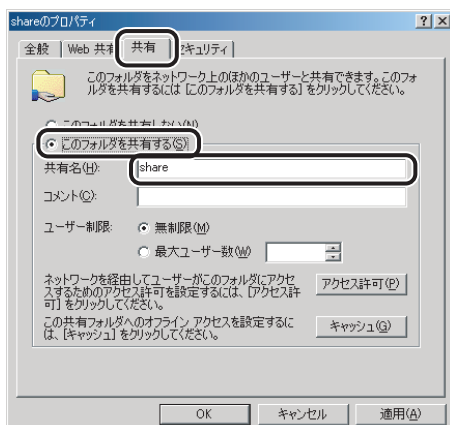 shareのプロパティ
全般 Web 共有 共有 セキュリティ
このフォルダをネットワーク上のほかのユーザーと共有できます。このフォ
ルダを共有するには [このフォルダを共有する] をクリックしてください。
このフォルダを共有しない(N)
このフォルダを共有する(S)
共有名(H): share
コメント(C):
ユーザー制限: 無制限(M)
最大ユーザー数(W)
ネットワークを経由してユーザーがこのフォルダにアクセ
スするためのアクセス許可を設定するには、[アクセス許
可] をクリックしてください。
アクセス許可(P)
この共有フォルダへのオフライン アクセスを設定するに
は、[キャッシュ] をクリックしてください。
キャッシュ(G)
OK キャンセル 適用(A)